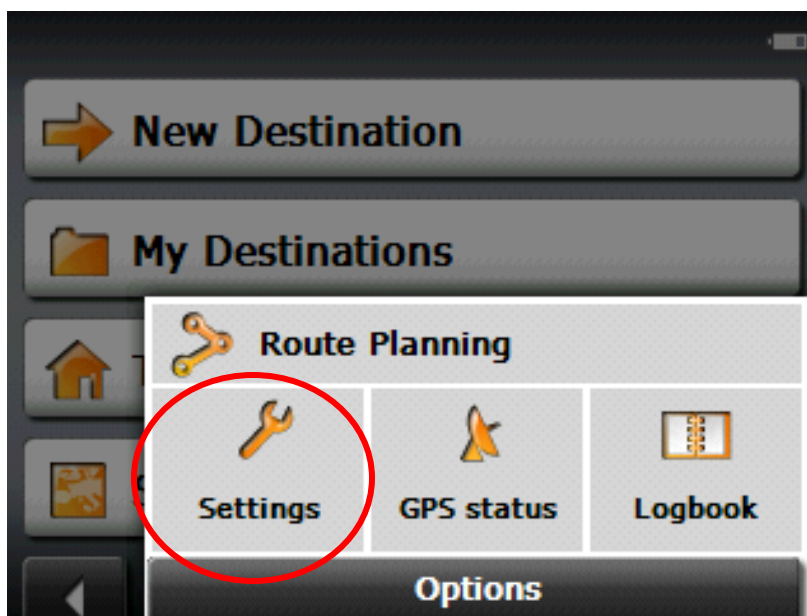 New Destination
My Destinations
Route Planning
Settings
GPS status
Logbook
Options